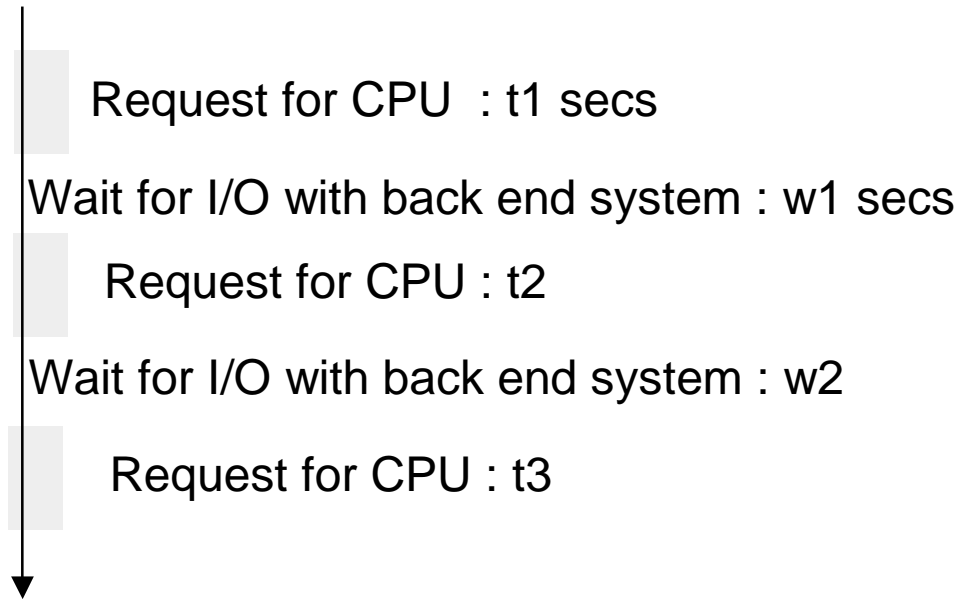 Request for CPU : t1 secs
Wait for I/O with back end system : w1 secs
Request for CPU : t2
Wait for I/O with back end system : w2
Request for CPU : t3